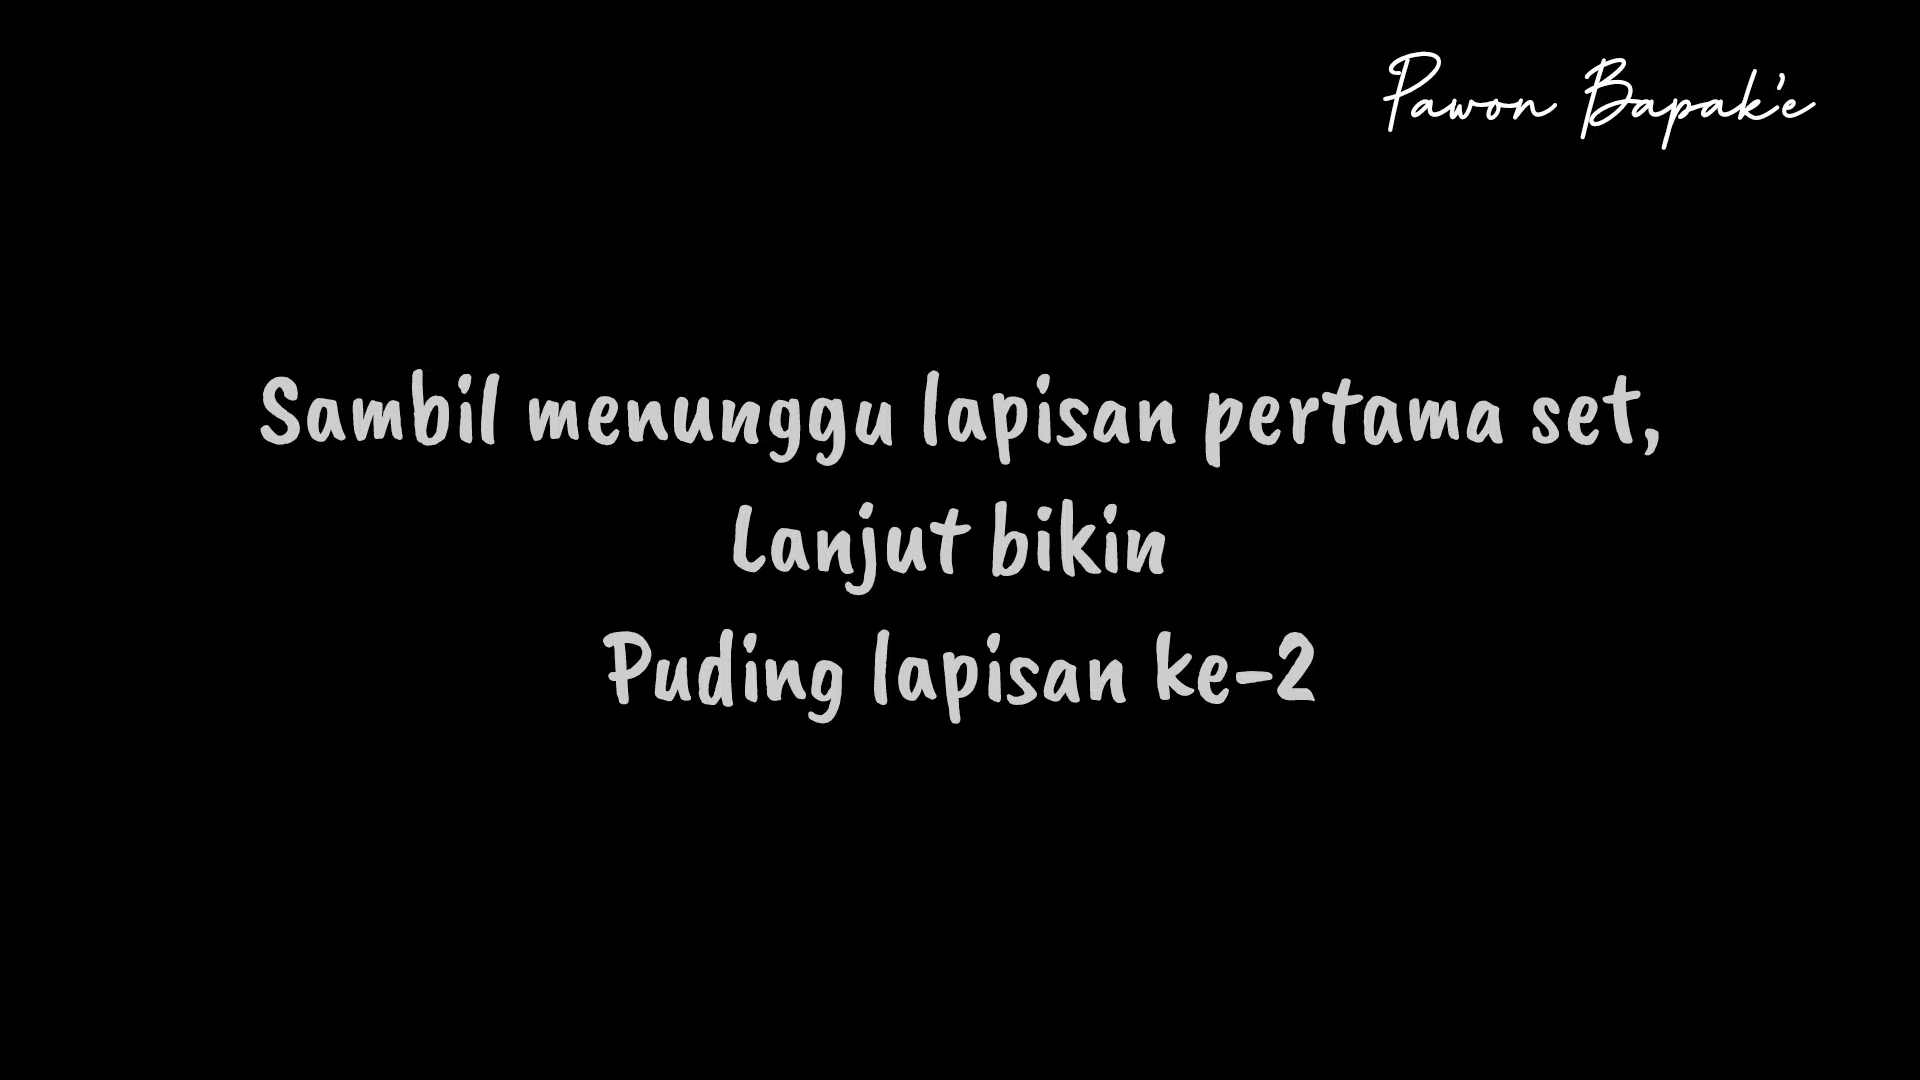 Pawon Bapak'e
Sambil menunggu lapisan pertama set,
Lanjut bikin
Puding lapisan ke-2